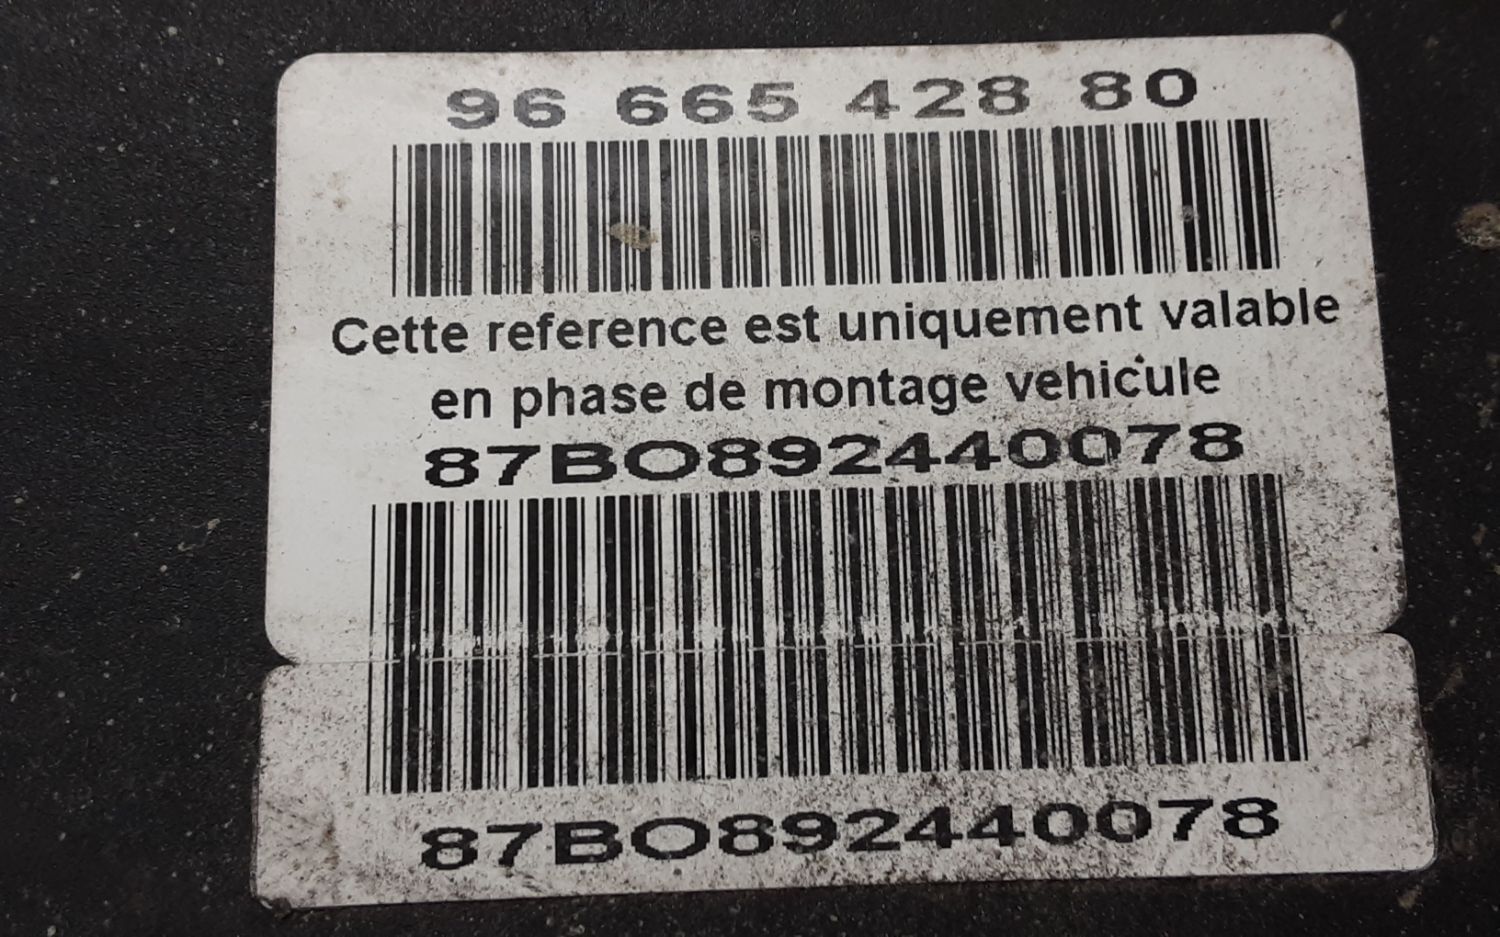 96 665 428 80
Cette reference est uniquement valable
en phase de montage vehicule
87BO892440078
87BO892440078